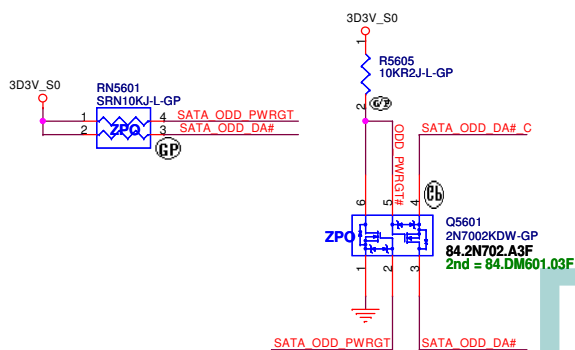 3D3V_S0
R5605
10KR2J-L-GP
1
2
G/P
3D3V_S0
RN5601
SRN10KJ-L-GP
1
2
ZPO
4
3
SATA_ODD_PWRGT
SATA_ODD_DA#
GP
ODD_PWRGT#
SATA_ODD_DA#_C
6
5
4
ZPO
Q5601
2N7002KDW-GP
84.2N702.A3F
2nd = 84.DM601.03F
1
2
3
SATA_ODD_PWRGT
SATA_ODD_DA#